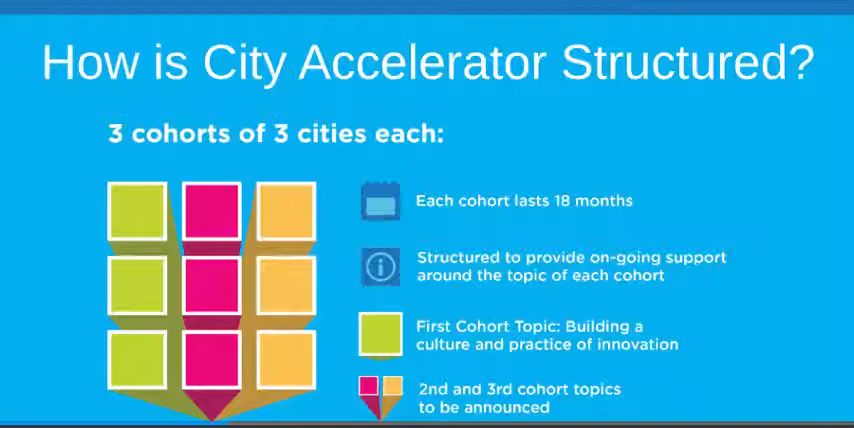 How is City Accelerator Structured?
3 cohorts of 3 cities each:
Each cohort lasts 18 months
Structured to provide on-going support
around the topic of each cohort
First Cohort Topic: Building a
culture and practice of innovation
2nd and 3rd cohort topics
to be announced